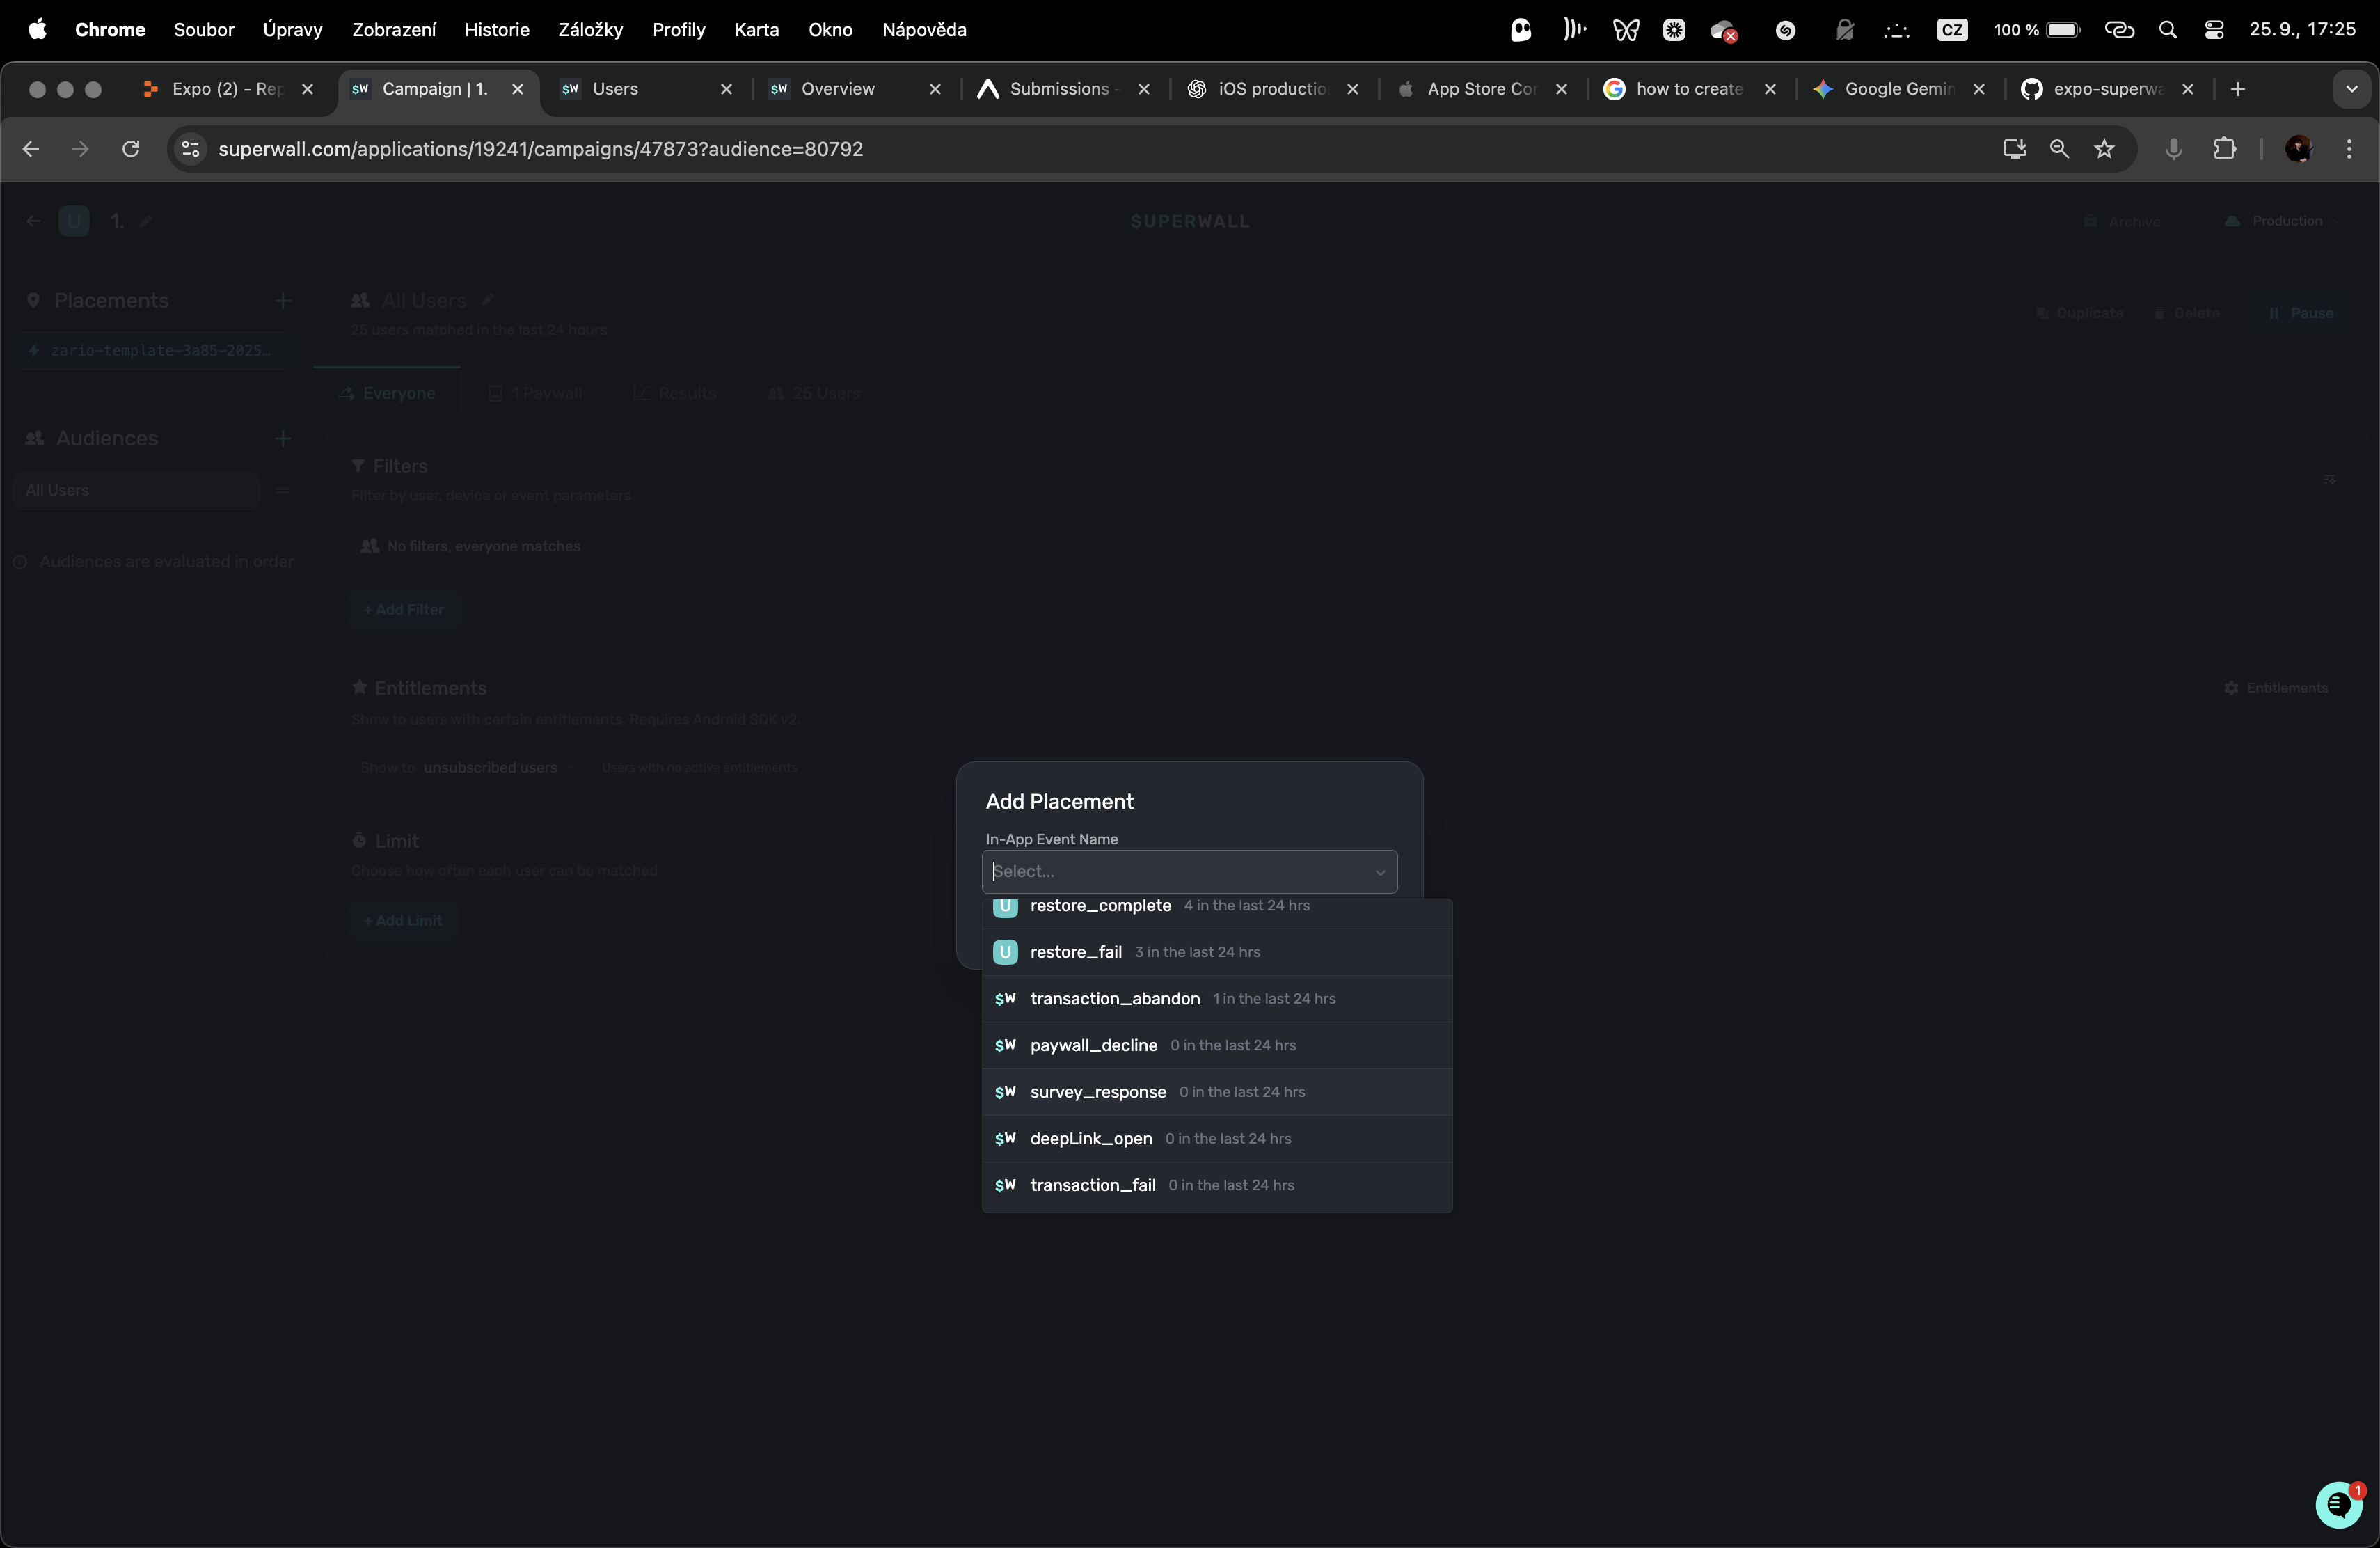 Chrome Soubor Úpravy Zobrazení Historie Záložky Profily Karta Okno Nápověda CZ 100 % 25. 9., 17:25
Expo (2) - Rep Campaign | 1. Users Overview Submissions - iOS productio App Store Con how to create Google Gemin expo-superwa
superwall.com/applications/19241/campaigns/47873?audience=80792
U 1. $UPERWALL Archive Production
Placements
zario-template-3a85-2025…
Audiences
All Users
Audiences are evaluated in order
All Users
25 users matched in the last 24 hours
Duplicate Delete Pause
Everyone 1 Paywall Results 25 Users
Filters
Filter by user, device or event parameters
No filters, everyone matches
+ Add Filter
Entitlements Entitlements
Show to users with certain entitlements. Requires Android SDK v2.
Show to unsubscribed users Users with no active entitlements
Limit
Choose how often each user can be matched
+ Add Limit
Add Placement
In-App Event Name
Select...
U restore_complete 4 in the last 24 hrs
U restore_fail 3 in the last 24 hrs
$W transaction_abandon 1 in the last 24 hrs
$W paywall_decline 0 in the last 24 hrs
$W survey_response 0 in the last 24 hrs
$W deepLink_open 0 in the last 24 hrs
$W transaction_fail 0 in the last 24 hrs
1